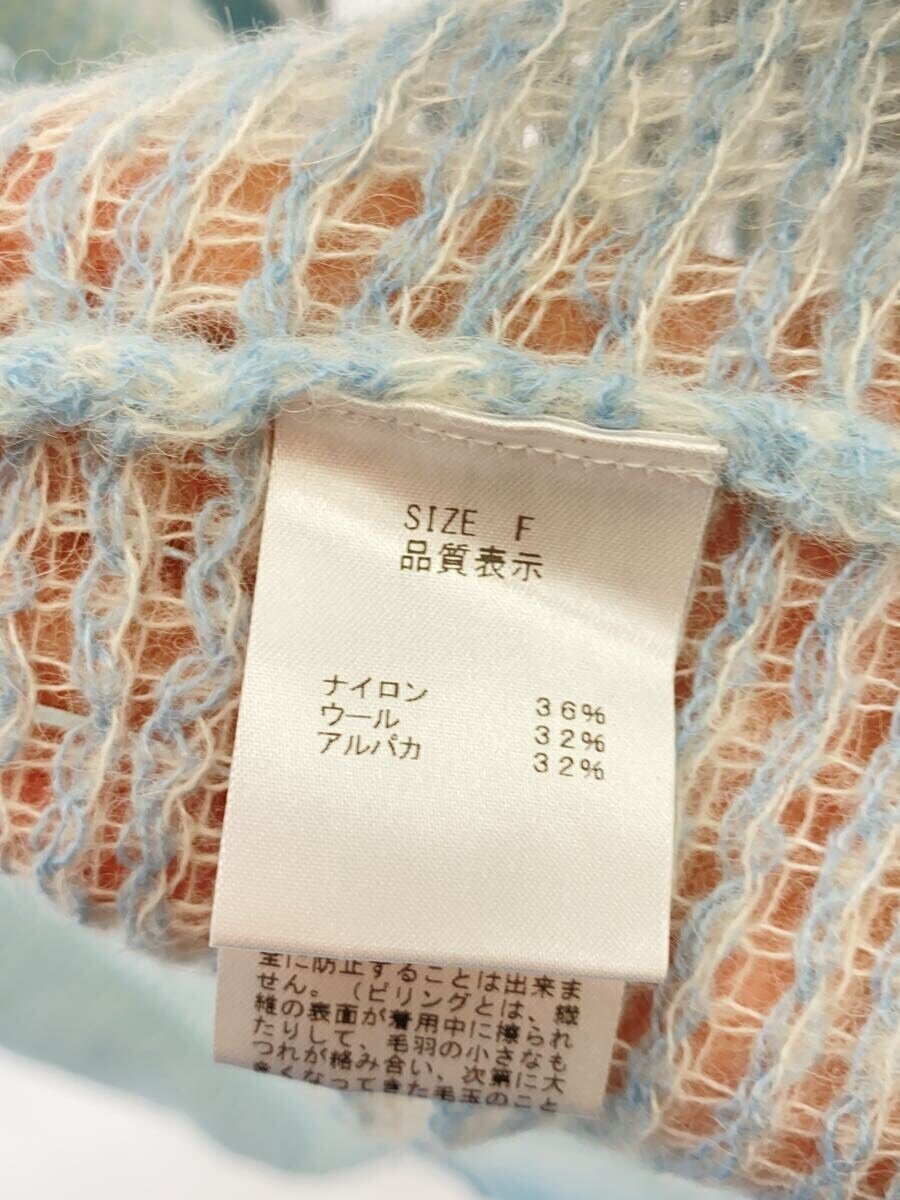 SIZE F
品質表示
ナイロン 36%
ウール 32%
アルパカ 32%
全に防止することは出来ま
せん。(ピリングとは、繊
維の表面が着用中に擦られ
たりして、毛羽の小さなも
つれが絡み合い、次第に大
きくなってきた毛玉のこと